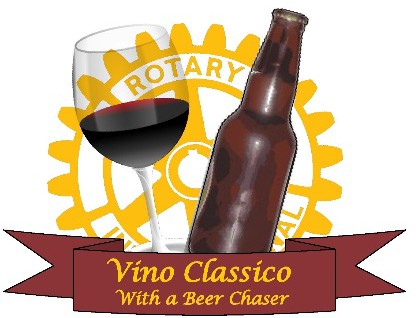 ROTARY
Vino Classico
With a Beer Chaser